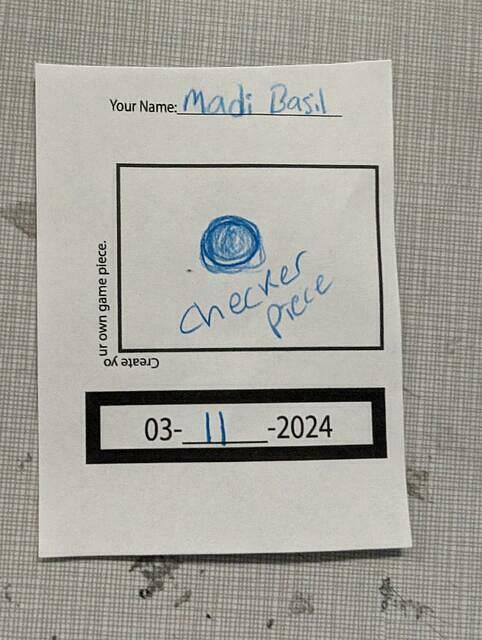 Your Name: Madi Basil
Create your own game piece.
checker
piece
03-11-2024